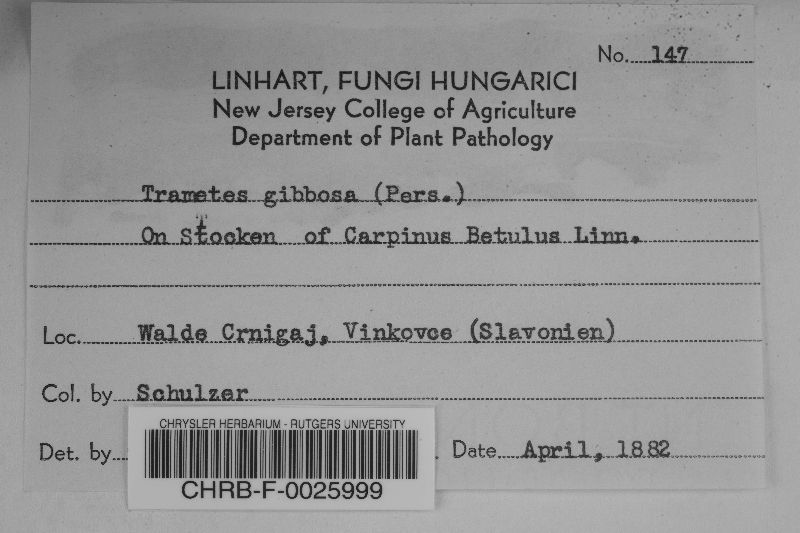 No. 147
LINHART, FUNGI HUNGARICI
New Jersey College of Agriculture
Department of Plant Pathology
Trametes gibbosa (Pers.)
On Stocken of Carpinus Betulus Linn.
Loc. Walde Crnigaj, Vinkovce (Slavonien)
Col. by Schulzer
Det. by
Date April, 1882
CHRYSLER HERBARIUM - RUTGERS UNIVERSITY
CHRB-F-0025999